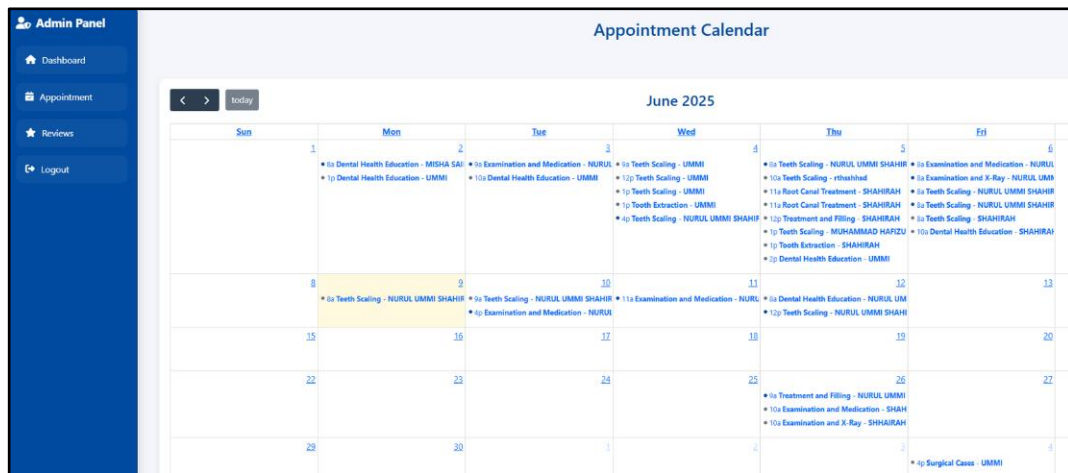 Admin Panel
Dashboard
Appointment
Reviews
Logout
Appointment Calendar
today
June 2025
Sun Mon Tue Wed Thu Fri
1 2 3 4 5 6
8a Dental Health Education - MISHA SAI
1p Dental Health Education - UMMI
9a Examination and Medication - NURUL
10a Dental Health Education - UMMI
9a Teeth Scaling - UMMI
12p Teeth Scaling - UMMI
1p Teeth Scaling - UMMI
1p Tooth Extraction - UMMI
4p Teeth Scaling - NURUL UMMI SHAHIF
8a Teeth Scaling - NURUL UMMI SHAHIR
10a Teeth Scaling - rthsshhsd
11a Root Canal Treatment - SHAHIRAH
11a Root Canal Treatment - SHAHIRAH
12p Treatment and Filling - SHAHIRAH
1p Teeth Scaling - MUHAMMAD HAFIZU
1p Tooth Extraction - SHAHIRAH
2p Dental Health Education - UMMI
8a Examination and Medication - NURUL
8a Examination and X-Ray - NURUL UMM
8a Teeth Scaling - NURUL UMMI SHAHIR
8a Teeth Scaling - NURUL UMMI SHAHIR
8a Teeth Scaling - SHAHIRAH
10a Dental Health Education - SHAHIRAH
8 9 10 11 12 13
8a Teeth Scaling - NURUL UMMI SHAHIR
9a Teeth Scaling - NURUL UMMI SHAHIR
4p Examination and Medication - NURUL
11a Examination and Medication - NURU
8a Dental Health Education - NURUL UM
12p Teeth Scaling - NURUL UMMI SHAHI
15 16 17 18 19 20
22 23 24 25 26 27
9a Treatment and Filling - NURUL UMMI
10a Examination and Medication - SHAH
10a Examination and X-Ray - SHHAIRAH
29 30 1 2 3 4
4p Surgical Cases - UMMI